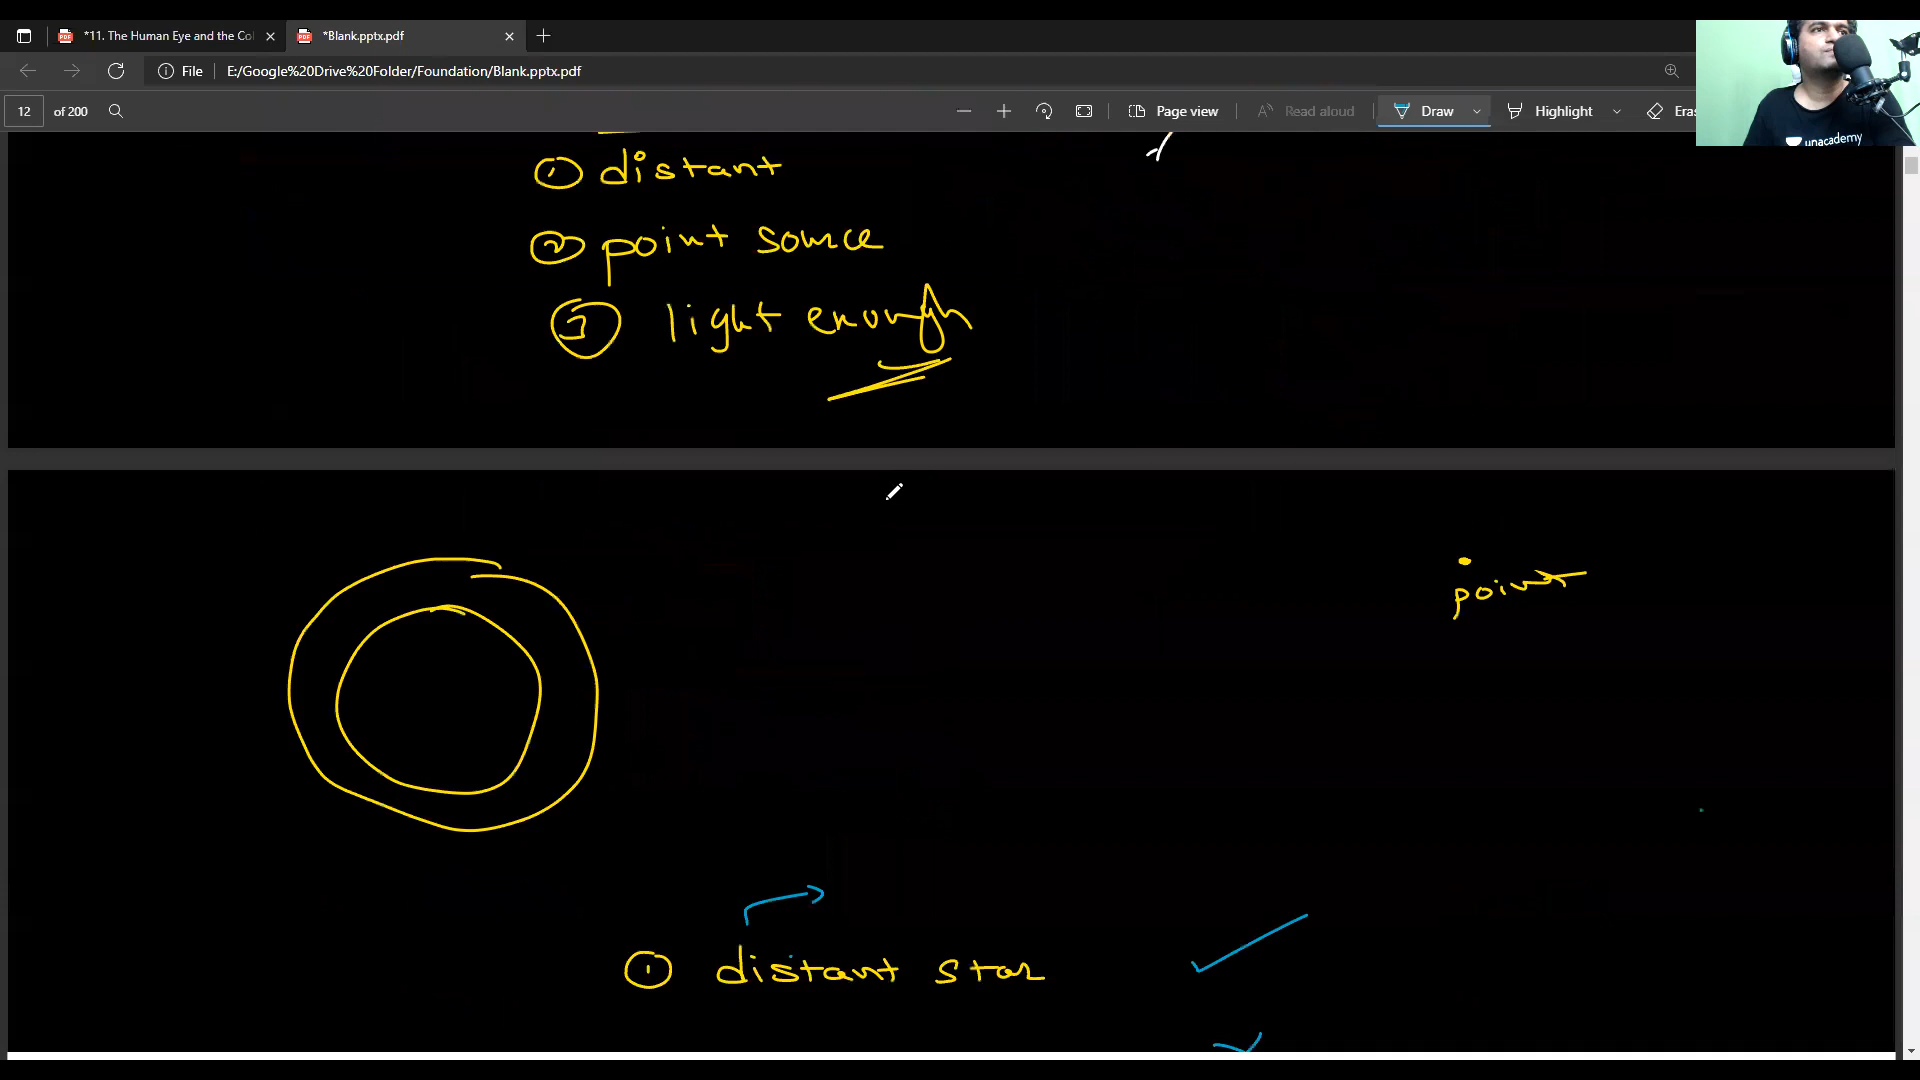 *11. The Human Eye and the Col
*Blank.pptx.pdf
File
E:/Google%20Drive%20Folder/Foundation/Blank.pptx.pdf
12 of 200
Page view
Read aloud
Draw
Highlight
Eras
unacademy
① distant
② point source
③ light enough
point
① distant star